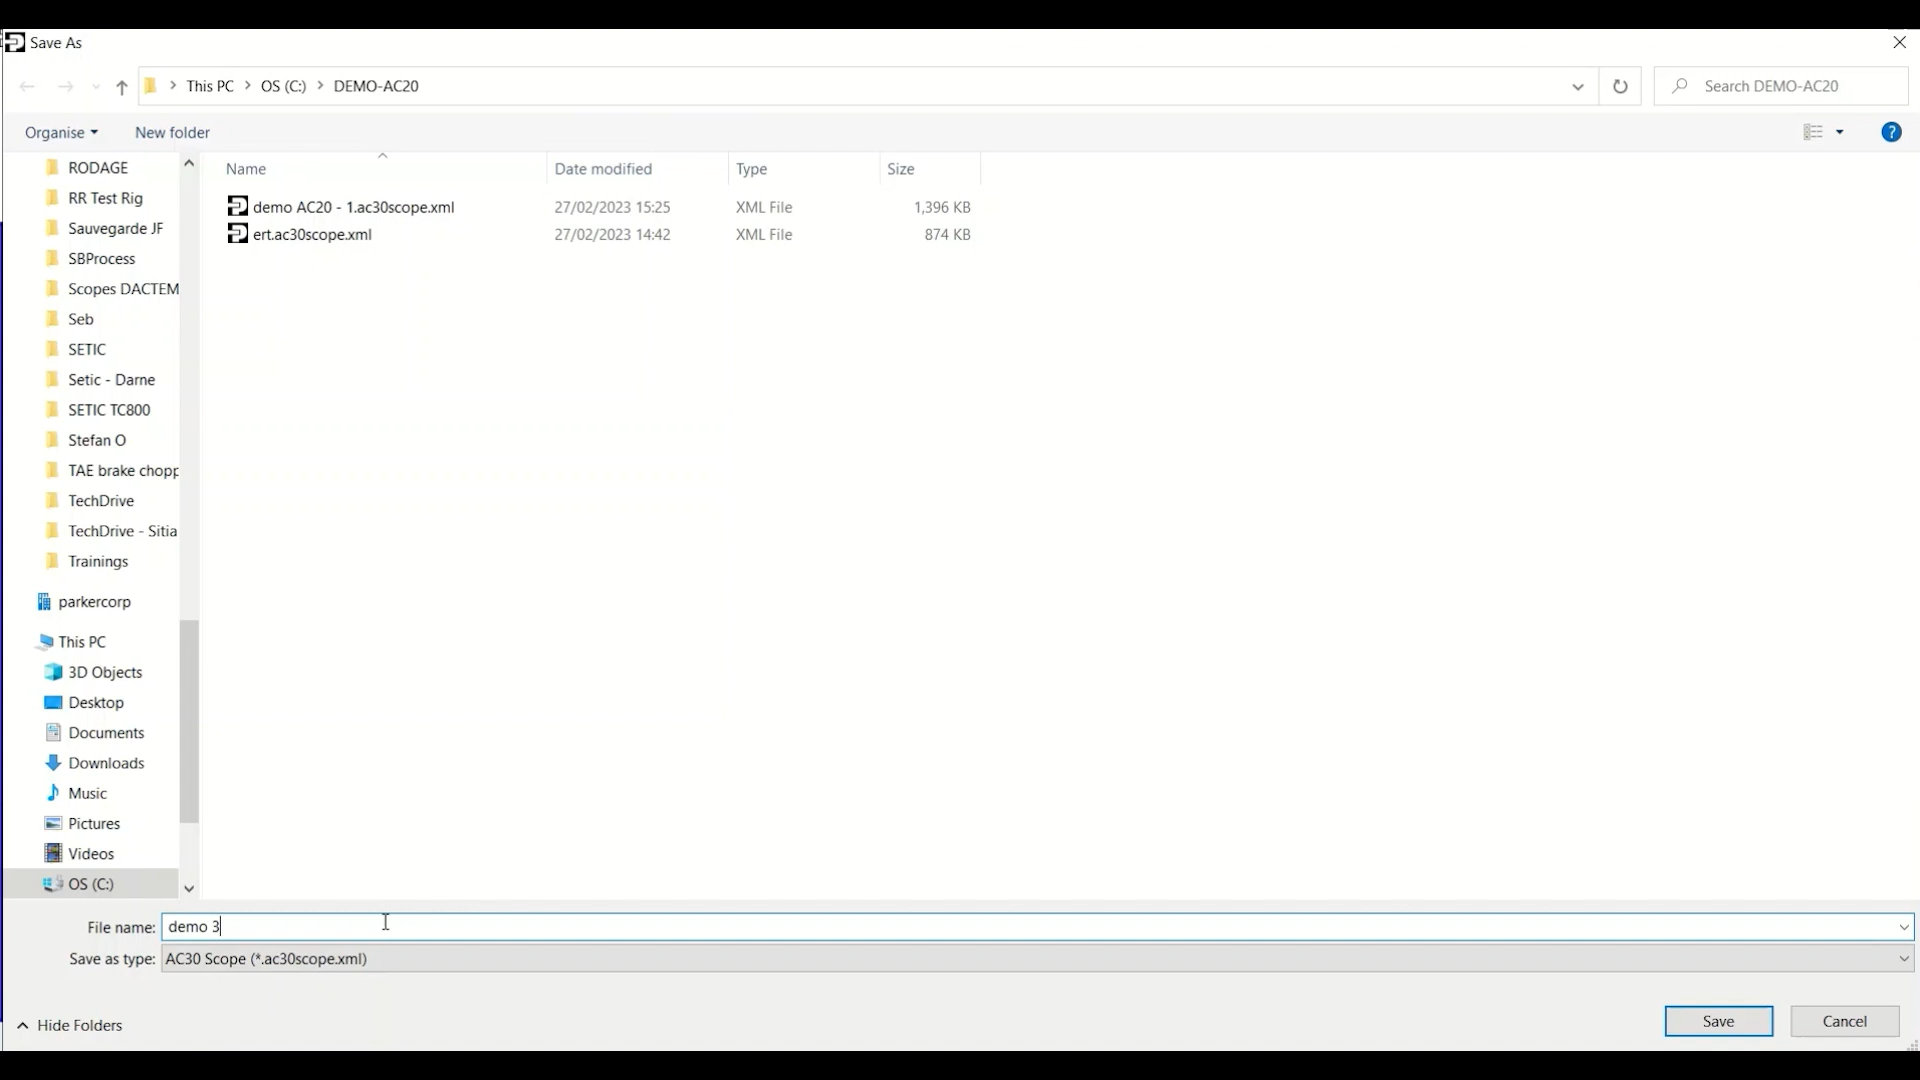 Save As
This PC > OS (C:) > DEMO-AC20
Search DEMO-AC20
Organise
New folder
?
Name
Date modified
Type
Size
demo AC20 - 1.ac30scope.xml
27/02/2023 15:25
XML File
1,396 KB
ert.ac30scope.xml
27/02/2023 14:42
XML File
874 KB
RODAGE
RR Test Rig
Sauvegarde JF
SBProcess
Scopes DACTEM
Seb
SETIC
Setic - Darne
SETIC TC800
Stefan O
TAE brake chopp
TechDrive
TechDrive - Sitia
Trainings
parkercorp
This PC
3D Objects
Desktop
Documents
Downloads
Music
Pictures
Videos
OS (C:)
File name:
demo 3
Save as type:
AC30 Scope (*.ac30scope.xml)
Hide Folders
Save
Cancel